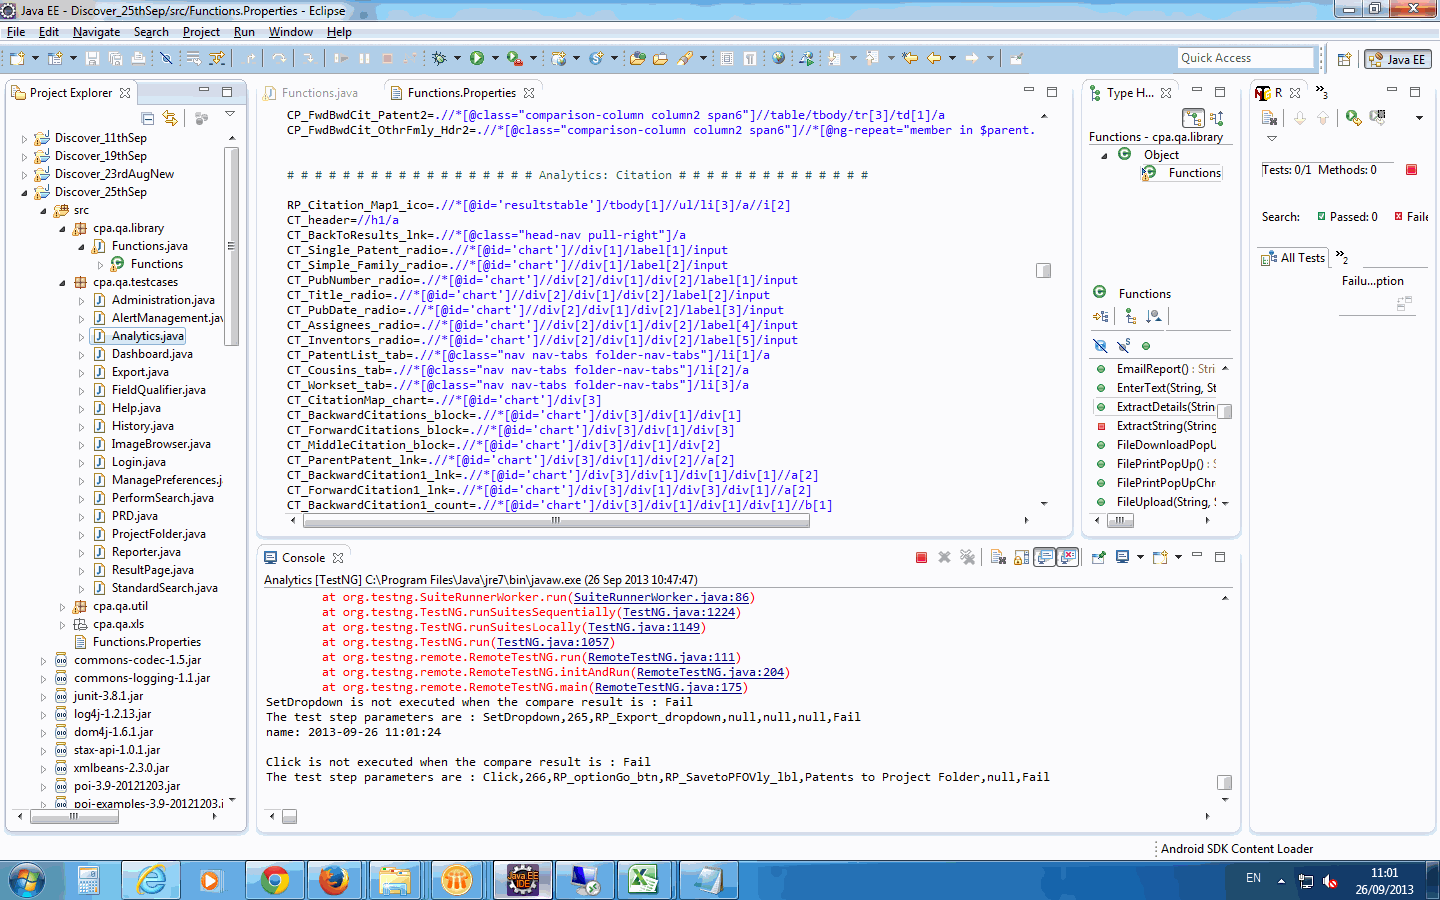 Java EE - Discover_25thSep/src/Functions.Properties - Eclipse
File Edit Navigate Search Project Run Window Help
Quick Access
Java EE
Project Explorer
Discover_11thSep
Discover_19thSep
Discover_23rdAugNew
Discover_25thSep
src
cpa.qa.library
Functions.java
Functions
cpa.qa.testcases
Administration.java
AlertManagement.jav
Analytics.java
Dashboard.java
Export.java
FieldQualifier.java
Help.java
History.java
ImageBrowser.java
Login.java
ManagePreferences.j
PerformSearch.java
PRD.java
ProjectFolder.java
Reporter.java
ResultPage.java
StandardSearch.java
cpa.qa.util
cpa.qa.xls
Functions.Properties
commons-codec-1.5.jar
commons-logging-1.1.jar
junit-3.8.1.jar
log4j-1.2.13.jar
dom4j-1.6.1.jar
stax-api-1.0.1.jar
xmlbeans-2.3.0.jar
poi-3.9-20121203.jar
poi-examples-3.9-20121203.j
Functions.java Functions.Properties
CP_FwdBwdCit_Patent2=.//*[@class="comparison-column column2 span6"]//table/tbody/tr[3]/td[1]/a
CP_FwdBwdCit_OthrFmly_Hdr2=.//*[@class="comparison-column column2 span6"]//*[@ng-repeat="member in $parent.
# # # # # # # # # # # # # # # # # # Analytics: Citation # # # # # # # # # # # # # #
RP_Citation_Map1_ico=.//*[@id='resultstable']/tbody[1]//ul/li[3]/a//i[2]
CT_header=//h1/a
CT_BackToResults_lnk=.//*[@class="head-nav pull-right"]/a
CT_Single_Patent_radio=.//*[@id='chart']//div[1]/label[1]/input
CT_Simple_Family_radio=.//*[@id='chart']//div[1]/label[2]/input
CT_PubNumber_radio=.//*[@id='chart']//div[2]/div[1]/div[2]/label[1]/input
CT_Title_radio=.//*[@id='chart']//div[2]/div[1]/div[2]/label[2]/input
CT_PubDate_radio=.//*[@id='chart']//div[2]/div[1]/div[2]/label[3]/input
CT_Assignees_radio=.//*[@id='chart']//div[2]/div[1]/div[2]/label[4]/input
CT_Inventors_radio=.//*[@id='chart']//div[2]/div[1]/div[2]/label[5]/input
CT_PatentList_tab=.//*[@class="nav nav-tabs folder-nav-tabs"]/li[1]/a
CT_Cousins_tab=.//*[@class="nav nav-tabs folder-nav-tabs"]/li[2]/a
CT_Workset_tab=.//*[@class="nav nav-tabs folder-nav-tabs"]/li[3]/a
CT_CitationMap_chart=.//*[@id='chart']/div[3]
CT_BackwardCitations_block=.//*[@id='chart']/div[3]/div[1]/div[1]
CT_ForwardCitations_block=.//*[@id='chart']/div[3]/div[1]/div[3]
CT_MiddleCitation_block=.//*[@id='chart']/div[3]/div[1]/div[2]
CT_ParentPatent_lnk=.//*[@id='chart']/div[3]/div[1]/div[2]//a[2]
CT_BackwardCitation1_lnk=.//*[@id='chart']/div[3]/div[1]/div[1]/div[1]//a[2]
CT_ForwardCitation1_lnk=.//*[@id='chart']/div[3]/div[1]/div[3]/div[1]//a[2]
CT_BackwardCitation1_count=.//*[@id='chart']/div[3]/div[1]/div[1]/div[1]//b[1]
Type H...
Functions - cpa.qa.library
Object
Functions
Functions
EmailReport() : Stri
EnterText(String, St
ExtractDetails(Strin
ExtractString(String
FileDownloadPopU
FilePrintPopUp() : S
FilePrintPopUpChr
FileUpload(String, S
R
3
Tests: 0/1 Methods: 0
Search: Passed: 0 Faile
All Tests
2
Failu...ption
Console
Analytics [TestNG] C:\Program Files\Java\jre7\bin\javaw.exe (26 Sep 2013 10:47:47)
at org.testng.SuiteRunnerWorker.run(SuiteRunnerWorker.java:86)
at org.testng.TestNG.runSuitesSequentially(TestNG.java:1224)
at org.testng.TestNG.runSuitesLocally(TestNG.java:1149)
at org.testng.TestNG.run(TestNG.java:1057)
at org.testng.remote.RemoteTestNG.run(RemoteTestNG.java:111)
at org.testng.remote.RemoteTestNG.initAndRun(RemoteTestNG.java:204)
at org.testng.remote.RemoteTestNG.main(RemoteTestNG.java:175)
SetDropdown is not executed when the compare result is : Fail
The test step parameters are : SetDropdown,265,RP_Export_dropdown,null,null,null,Fail
name: 2013-09-26 11:01:24
Click is not executed when the compare result is : Fail
The test step parameters are : Click,266,RP_optionGo_btn,RP_SavetoPFOVly_lbl,Patents to Project Folder,null,Fail
Android SDK Content Loader
Java EE
IDE
EN
11:01
26/09/2013